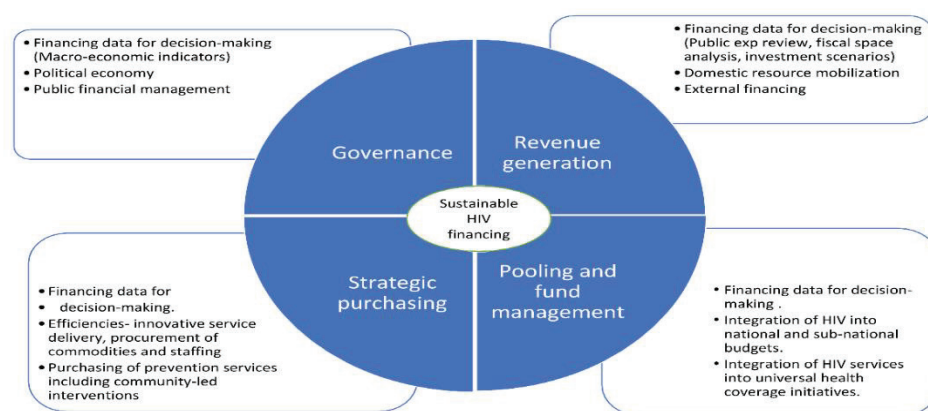 • Financing data for decision-making
(Macro-economic indicators)
• Political economy
• Public financial management
• Financing data for decision-making
(Public exp review, fiscal space
analysis, investment scenarios)
• Domestic resource mobilization
• External financing
Governance
Revenue
generation
Sustainable
HIV
financing
Strategic
purchasing
Pooling and
fund
management
• Financing data for
• decision-making.
• Efficiencies- innovative service
delivery, procurement of
commodities and staffing
• Purchasing of prevention services
including community-led
interventions
• Financing data for decision-
making .
• Integration of HIV into
national and sub-national
budgets.
• Integration of HIV services
into universal health
coverage initiatives.